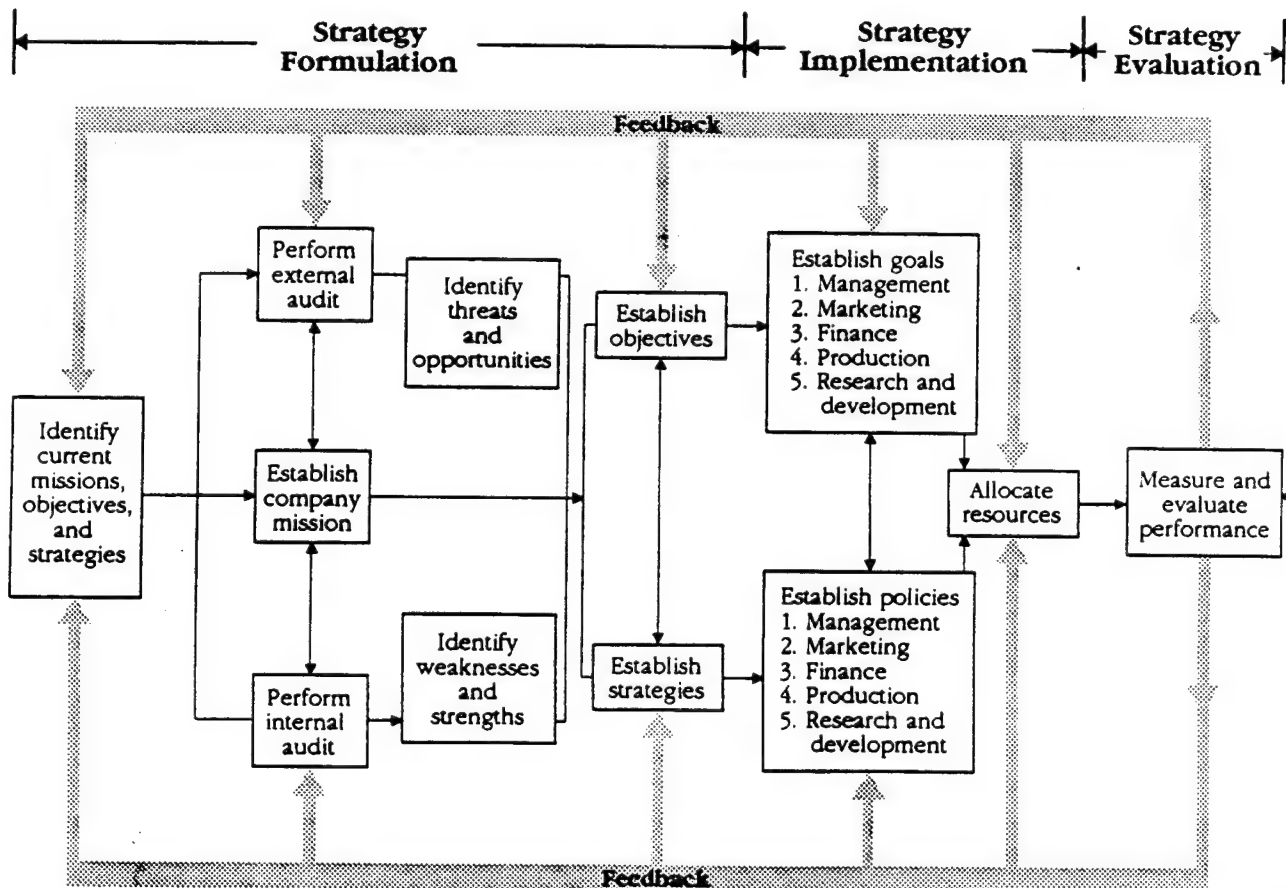 Strategy
Formulation
Strategy
Implementation
Strategy
Evaluation
Feedback
Perform
external
audit
Identify
threats
and
opportunities
Establish
objectives
Establish goals
1. Management
2. Marketing
3. Finance
4. Production
5. Research and
development
Identify
current
missions,
objectives,
and
strategies
Establish
company
mission
Allocate
resources
Measure and
evaluate
performance
Perform
internal
audit
Identify
weaknesses
and
strengths
Establish
strategies
Establish policies
1. Management
2. Marketing
3. Finance
4. Production
5. Research and
development
Feedback